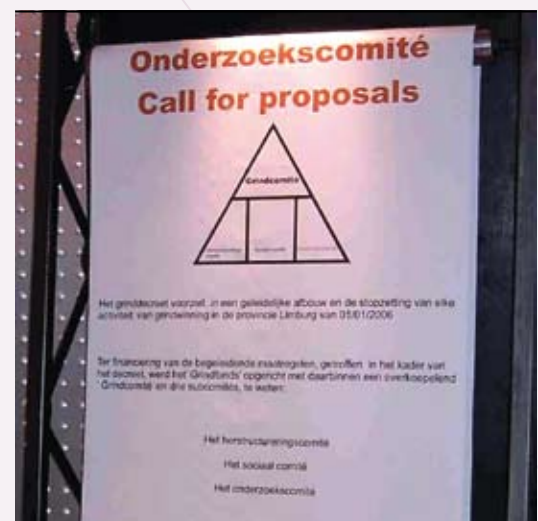 Onderzoekscomité
Call for proposals
Grindcomité
Het grinddecreet voorziet in een geleidelijke afbouw en de stopzetting van elke
activiteit van grindwinning in de provincie Limburg van 01/2006
Ter financiering van de begeleidende maatregelen, getroffen in het kader van
het decreet, werd het 'Grindfonds' opgericht met daarbinnen een overkoepelend
'Grindcomité en drie subcomités, te weten:
Het herstructureringscomité
Het sociaal comité
Het onderzoekscomité